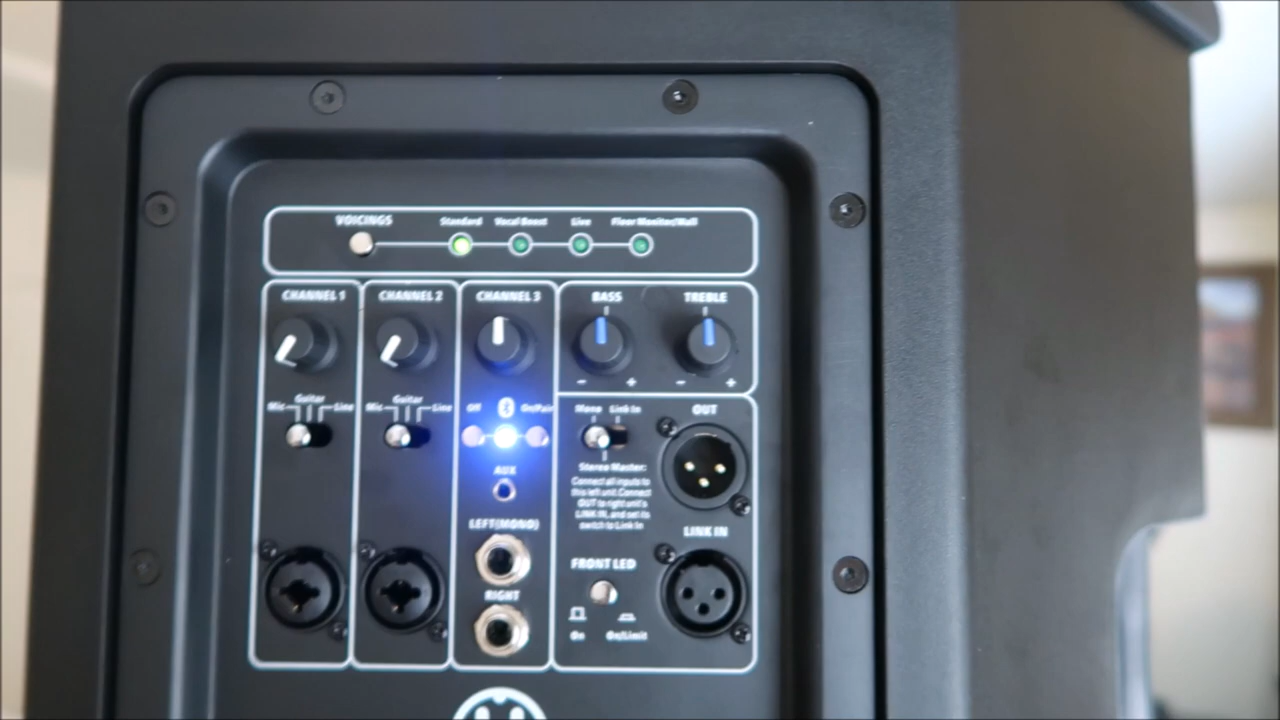 VOICINGS Standard Vocal Boost Live Floor Monitor/Wall
CHANNEL 1 CHANNEL 2 CHANNEL 3 BASS TREBLE
- + - +
Mic Guitar Line
Mic Guitar Line
Off On/Pair
Mono Link In
OUT
Stereo Master:
Connect all inputs to
this left unit. Connect
OUT to right unit's
LINK IN, and set its
switch to Link In
AUX
LEFT(MONO)
LINK IN
FRONT LED
RIGHT
On On/Limit